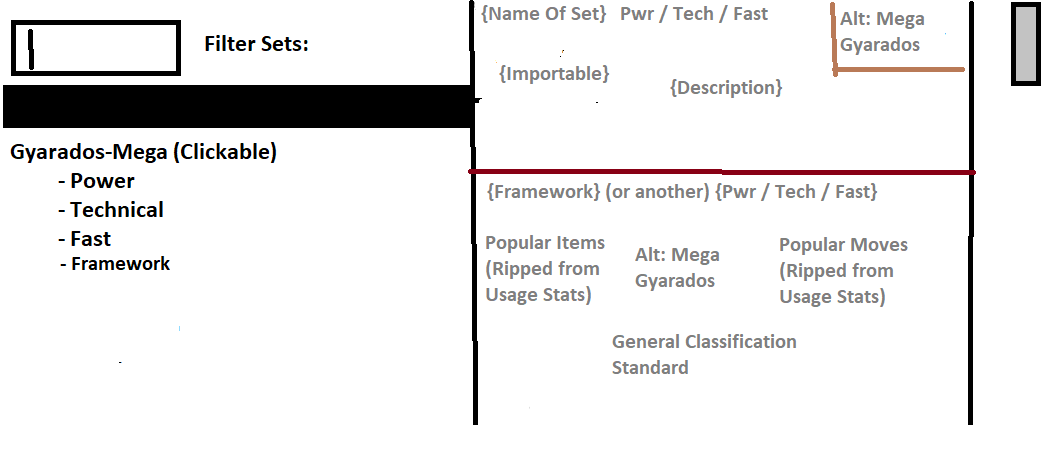 Filter Sets:
Gyarados-Mega (Clickable)
- Power
- Technical
- Fast
- Framework
{Name Of Set} Pwr / Tech / Fast
Alt: Mega
Gyarados
{Importable}
{Description}
{Framework} (or another) {Pwr / Tech / Fast}
Popular Items
(Ripped from
Usage Stats)
Alt: Mega
Gyarados
Popular Moves
(Ripped from
Usage Stats)
General Classification
Standard